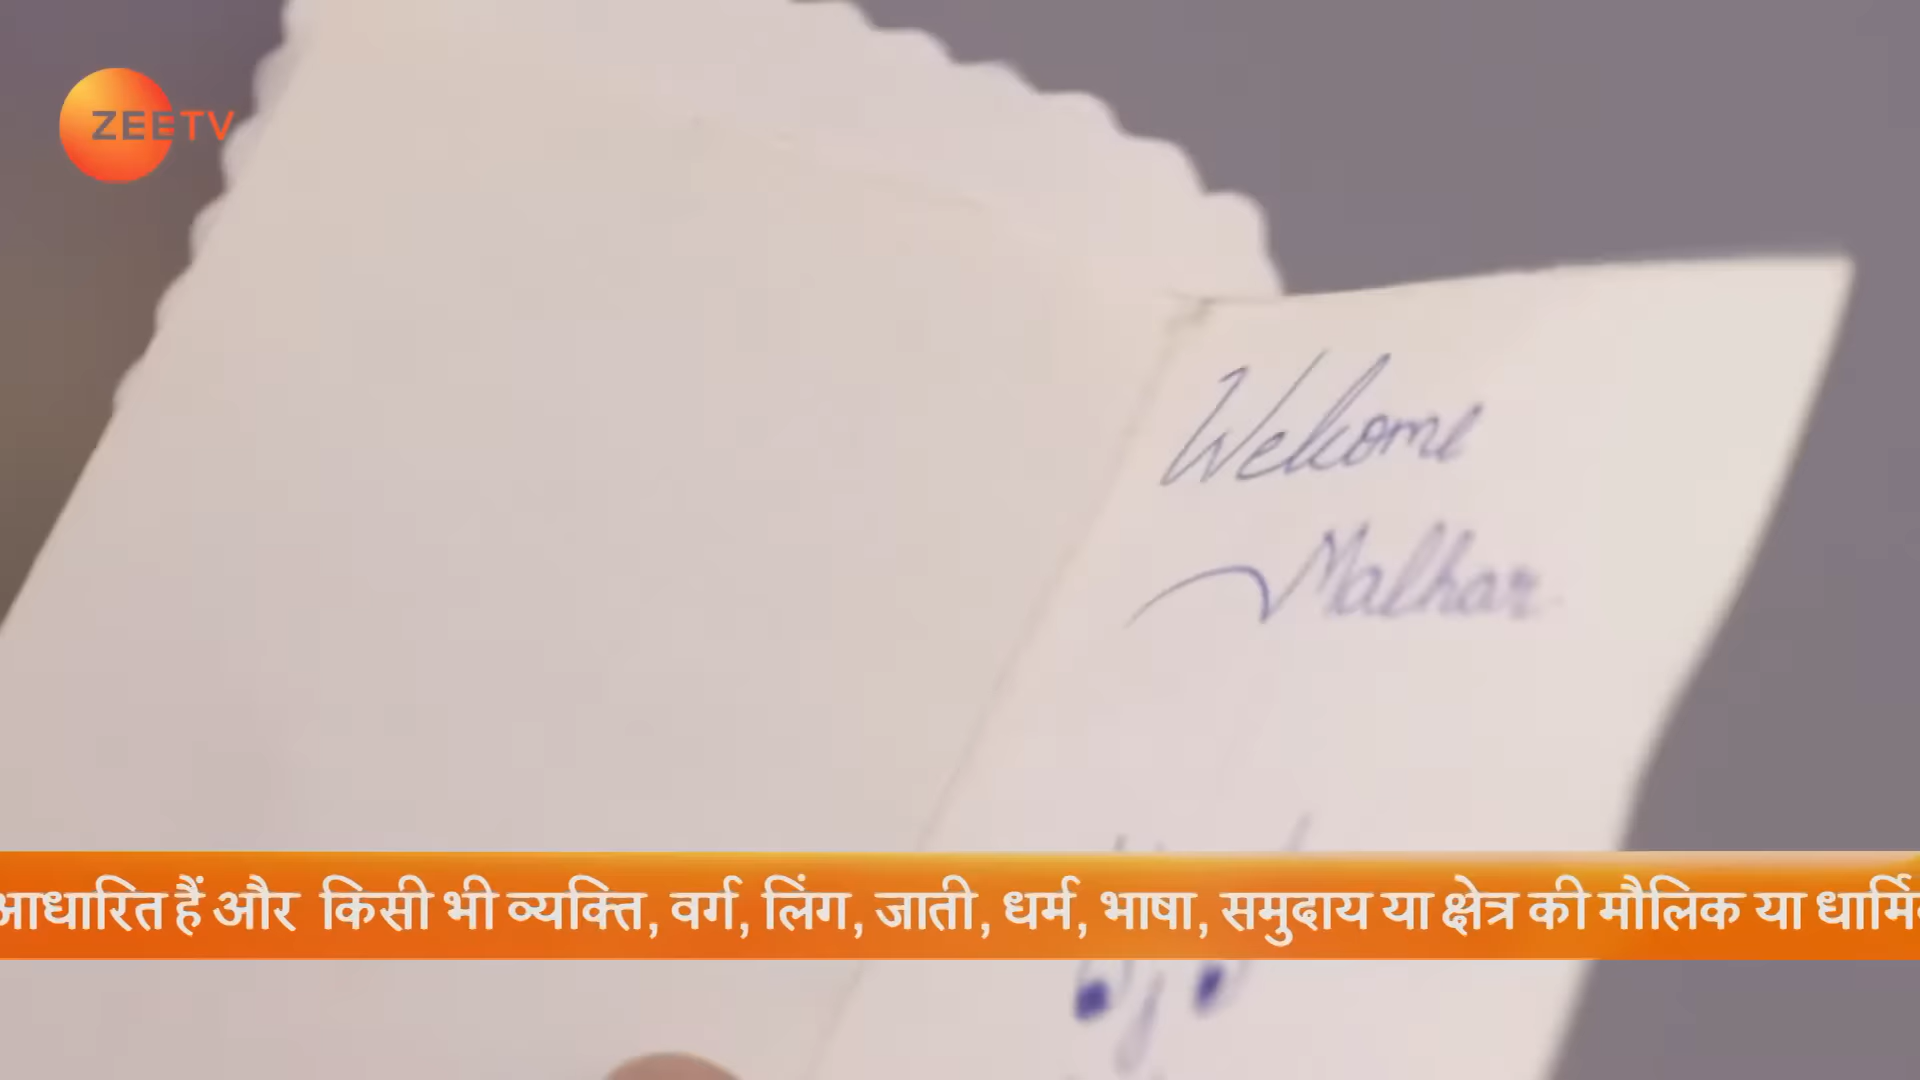 ZEETV
Welcome
Malhar
आधारित हैं और किसी भी व्यक्ति, वर्ग, लिंग, जाती, धर्म, भाषा, समुदाय या क्षेत्र की मौलिक या